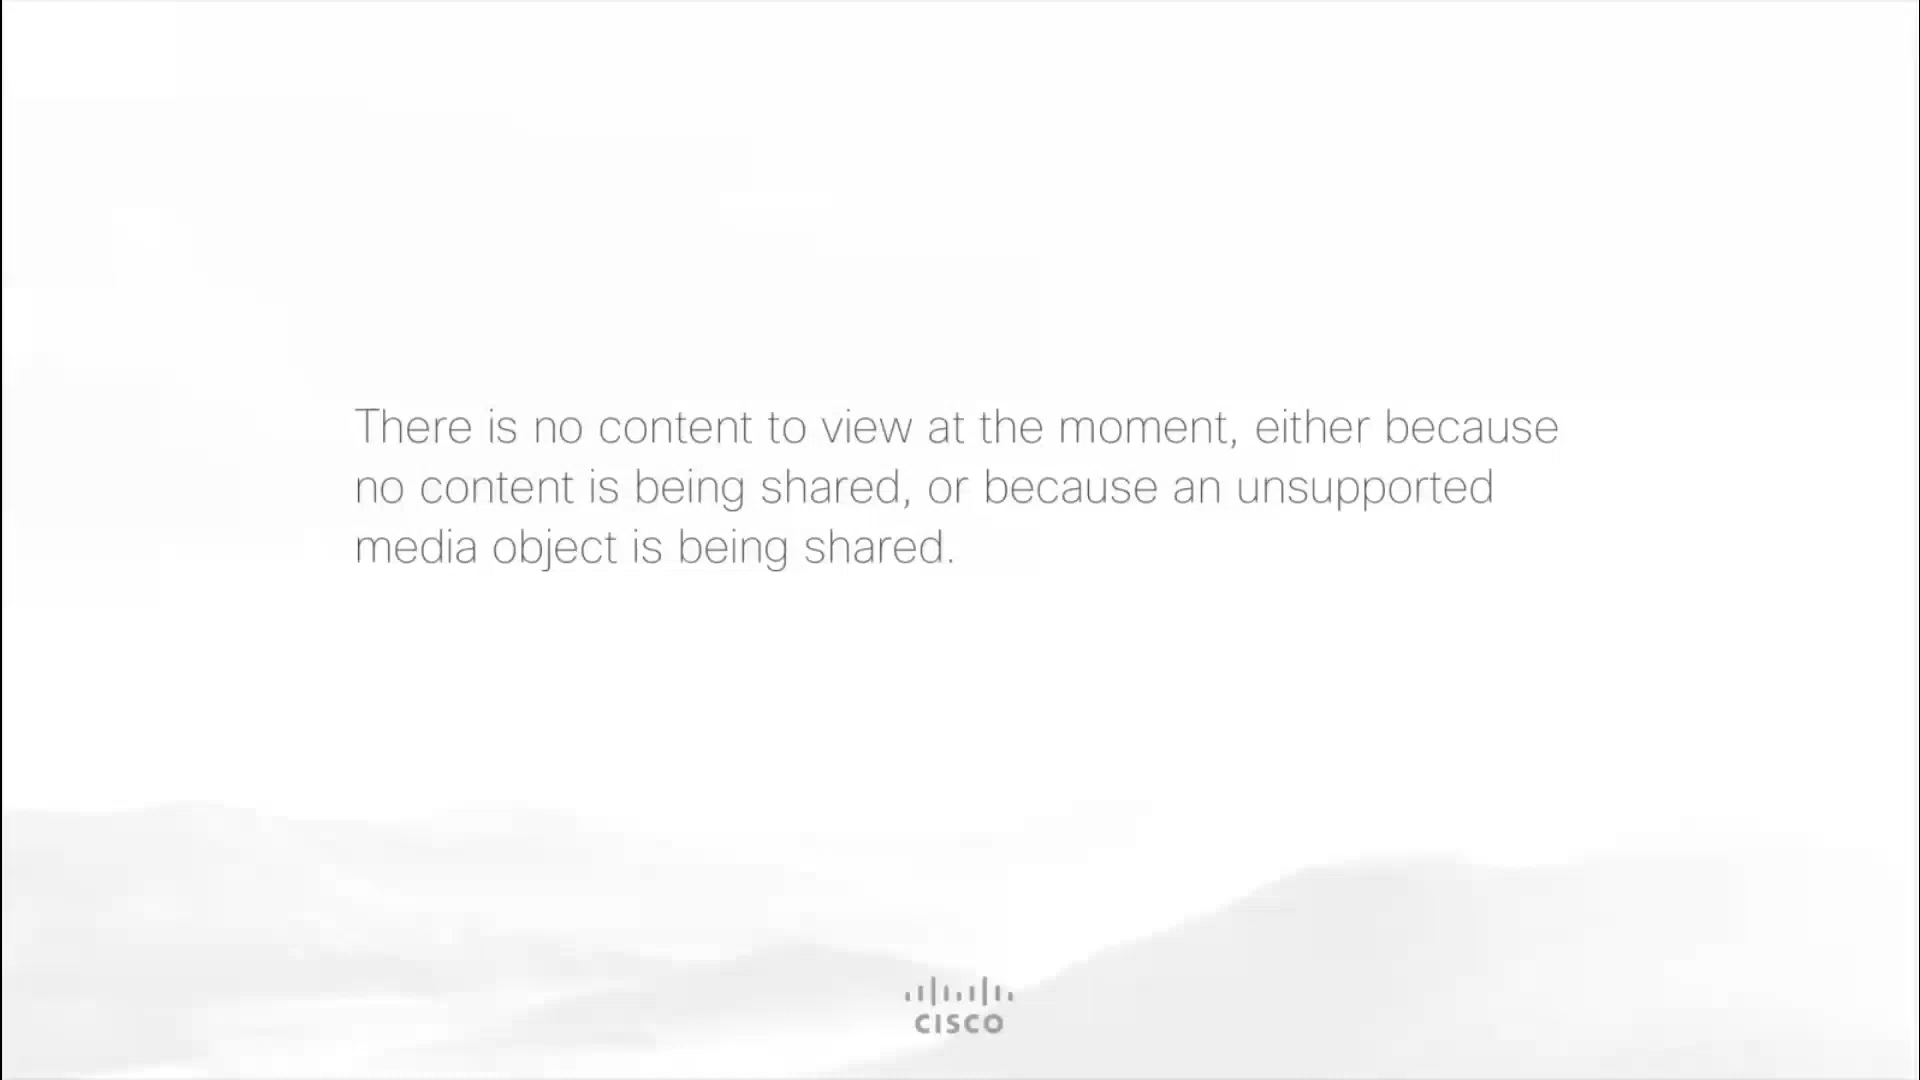 There is no content to view at the moment, either because
no content is being shared, or because an unsupported
media object is being shared.
CISCO